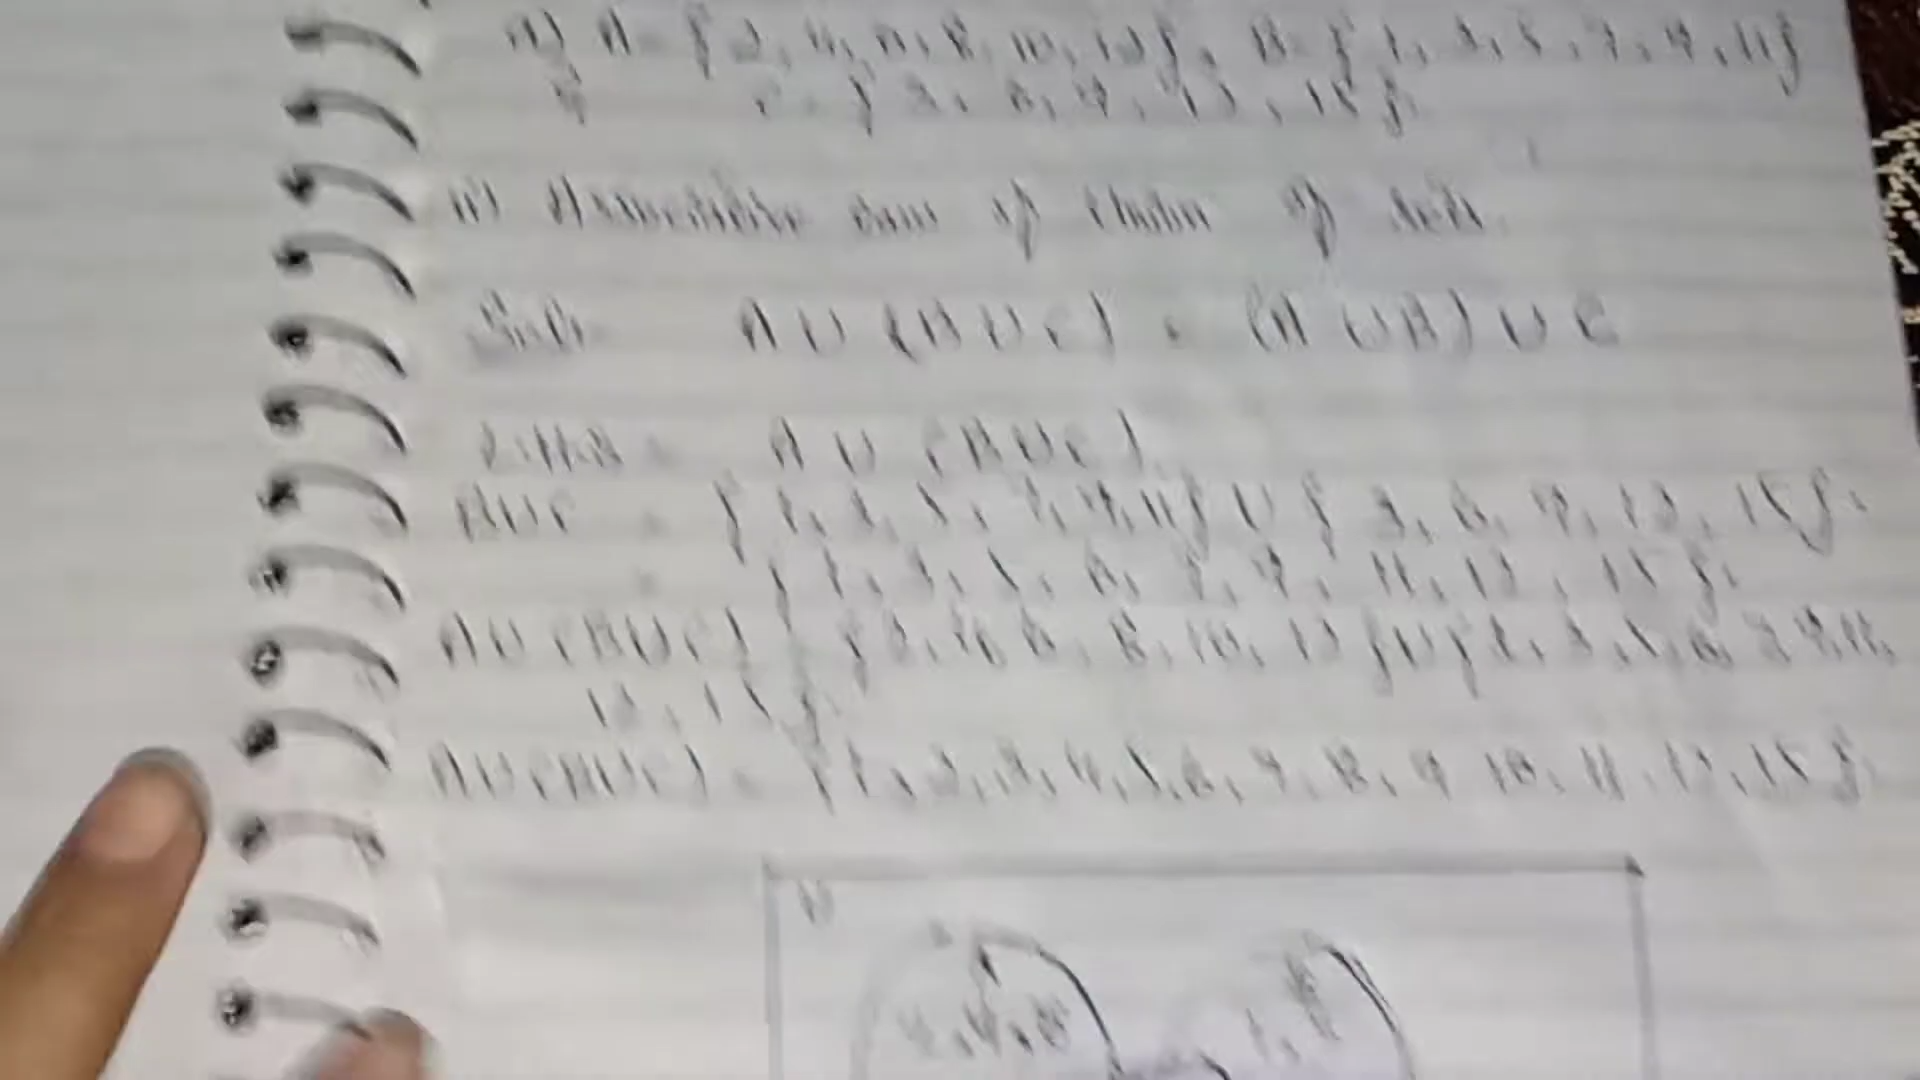 A = {2, 4, 6, 8, 10, 12}, B = {1, 3, 5, 7, 9, 11}
C = {3, 6, 9, 12, 15}.
Associative Law of Union of Sets.
Sol:- A U (B U C) = (A U B) U C
L.H.S = A U (B U C).
B U C = {1, 3, 5, 7, 9, 11} U {3, 6, 9, 12, 15}.
= {1, 3, 5, 6, 7, 9, 11, 12, 15}.
A U (B U C) {2, 4, 6, 8, 10, 12} U {1, 3, 5, 6, 7, 9, 11,
12, 15}.
A U (B U C) = {1, 2, 3, 4, 5, 6, 7, 8, 9 10, 11, 12, 15}.
U